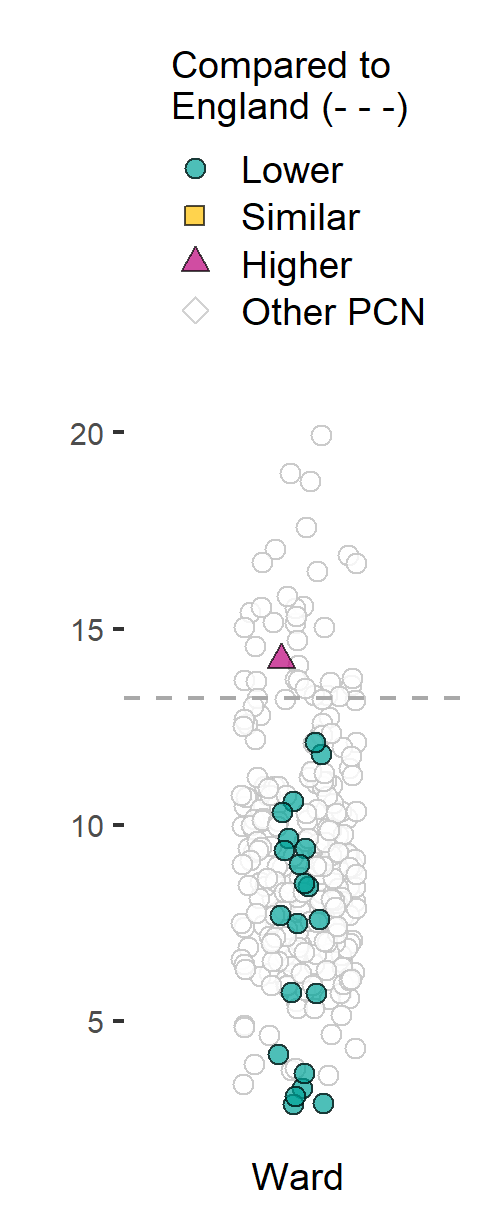 Compared to
England (- - -)
Lower
Similar
Higher
Other PCN
20
15
10
5
Ward